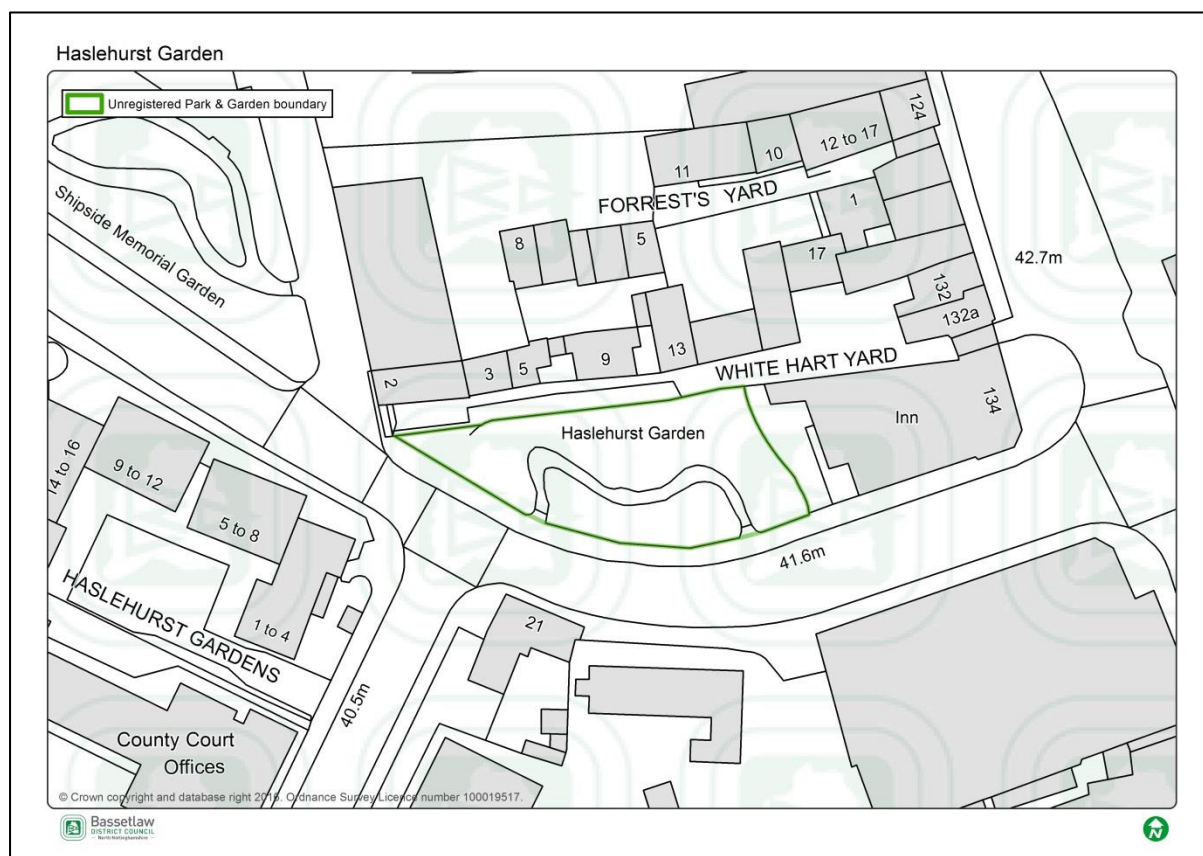 Haslehurst Garden
Unregistered Park & Garden boundary
124
12 to 17
10
11
FORREST'S YARD
1
Shipside Memorial Garden
8
5
17
42.7m
132
132a
13
9
5
3
2
WHITE HART YARD
134
Inn
Haslehurst Garden
14 to 16
9 to 12
5 to 8
41.6m
HASLEHURST GARDENS
1 to 4
21
40.5m
County Court
Offices
© Crown copyright and database right 2016. Ordnance Survey Licence number 100019517.
Bassetlaw
DISTRICT COUNCIL
North Nottinghamshire
N